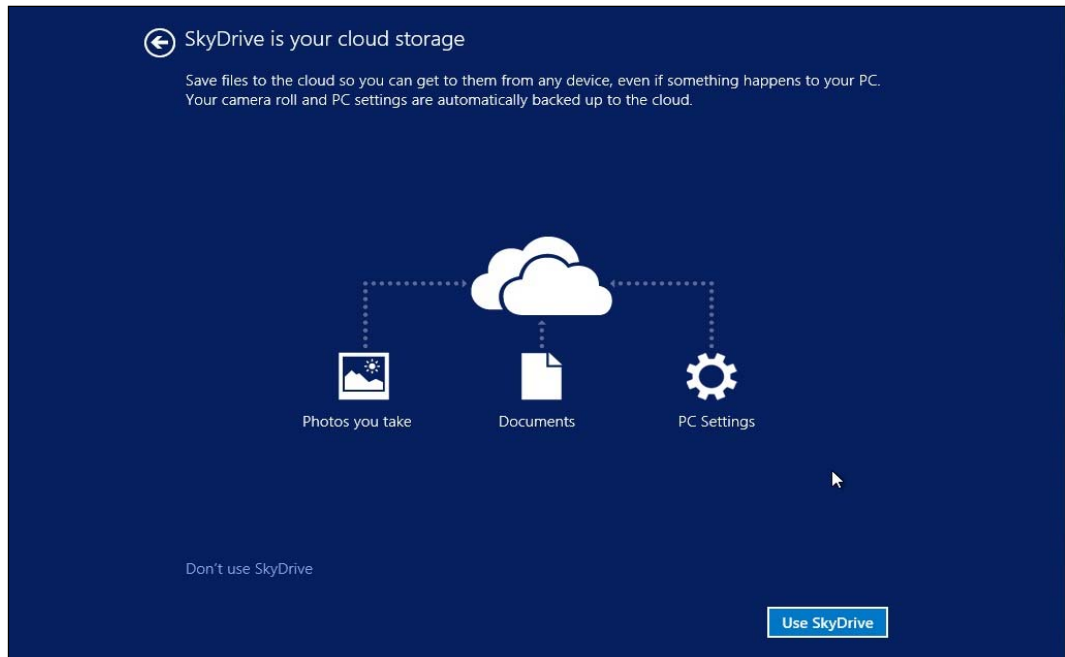 SkyDrive is your cloud storage
Save files to the cloud so you can get to them from any device, even if something happens to your PC.
Your camera roll and PC settings are automatically backed up to the cloud.
Photos you take
Documents
PC Settings
Don't use SkyDrive
Use SkyDrive